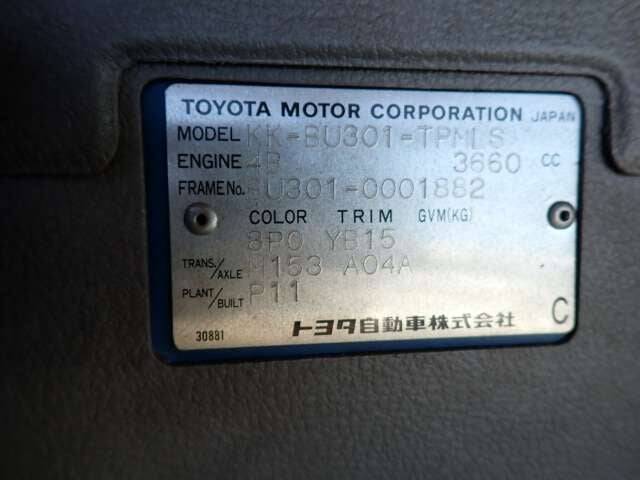 TOYOTA MOTOR CORPORATION JAPAN
MODEL KK-BU301-TPMLS
ENGINE 4B 3660 CC
FRAME No. BU301-0001882
COLOR TRIM GVM(KG)
8P0 YB15
TRANS./AXLE M153 A04A
PLANT/BUILT P11
30881 トヨタ自動車株式会社 C